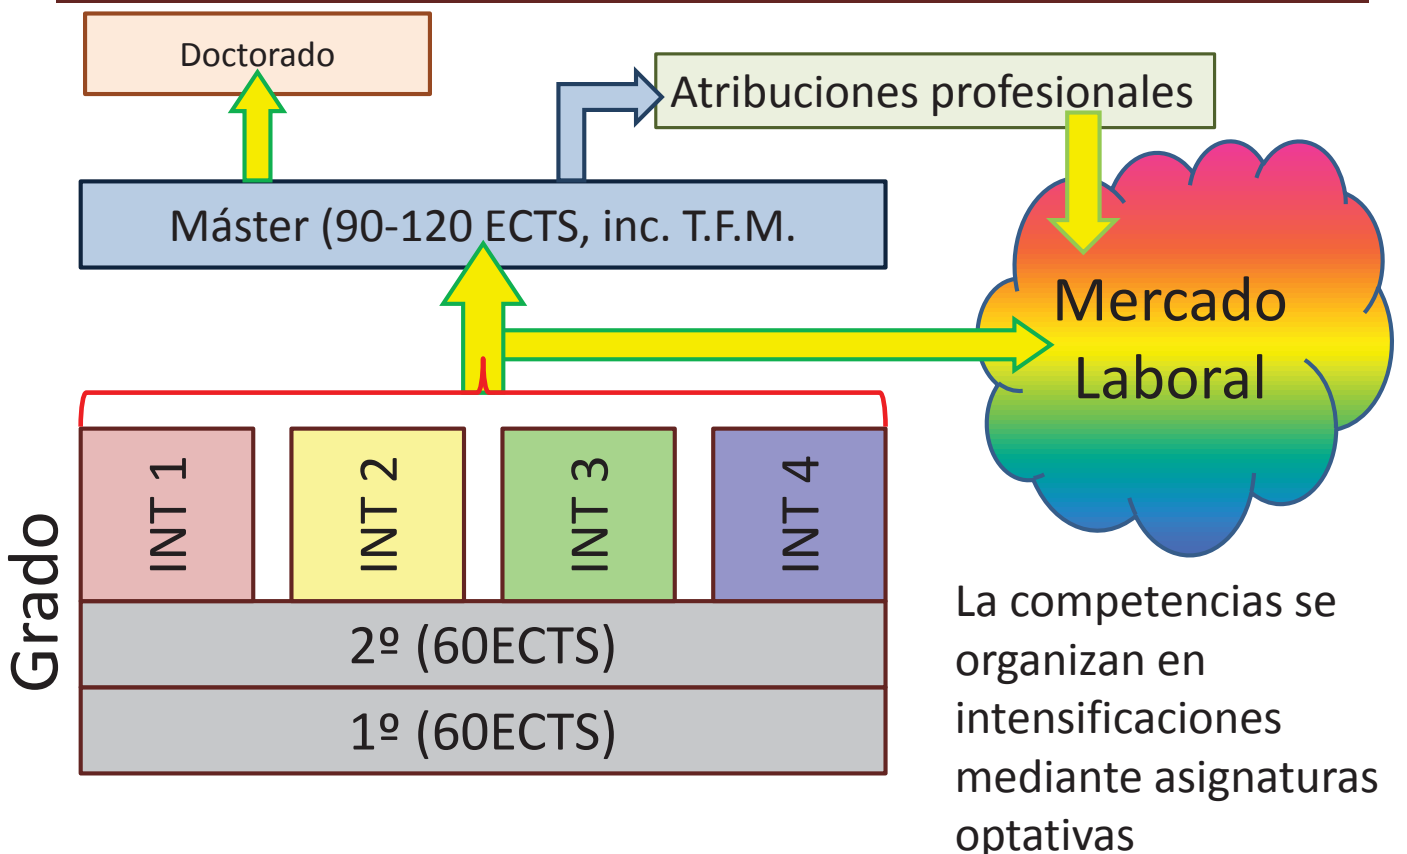 Doctorado
Atribuciones profesionales
Máster (90-120 ECTS, inc. T.F.M.
Mercado
Laboral
Grado
INT 1
INT 2
INT 3
INT 4
2º (60ECTS)
1º (60ECTS)
La competencias se
organizan en
intensificaciones
mediante asignaturas
optativas